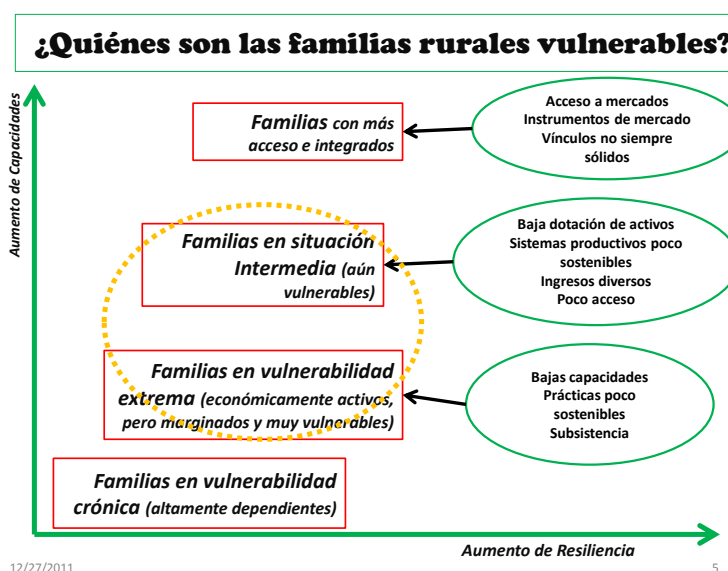 ¿Quiénes son las familias rurales vulnerables?
Aumento de Capacidades
Familias con más
acceso e integrados
Acceso a mercados
Instrumentos de mercado
Vínculos no siempre
sólidos
Familias en situación
Intermedia (aún
vulnerables)
Baja dotación de activos
Sistemas productivos poco
sostenibles
Ingresos diversos
Poco acceso
Familias en vulnerabilidad
extrema (económicamente activos,
pero marginados y muy vulnerables)
Bajas capacidades
Prácticas poco
sostenibles
Subsistencia
Familias en vulnerabilidad
crónica (altamente dependientes)
Aumento de Resiliencia
12/27/2011
5